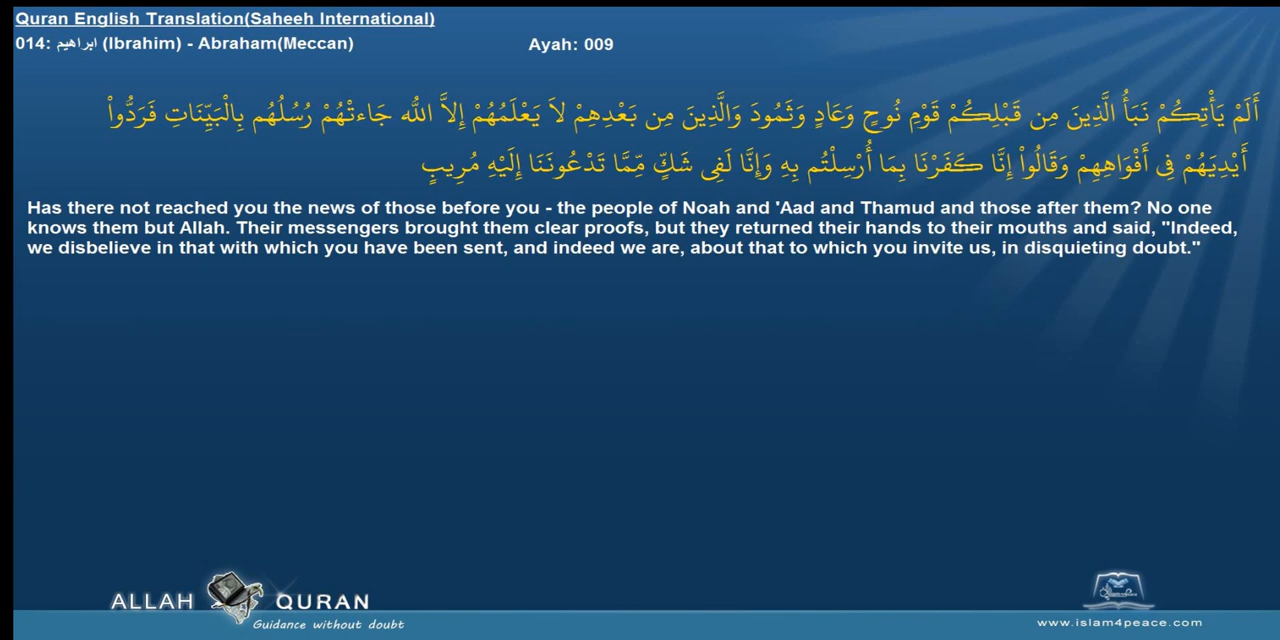 Quran English Translation(Saheeh International)
014: ابراهيم (Ibrahim) - Abraham(Meccan)
Ayah: 009
أَلَمْ يَأْتِكُمْ نَبَأُ الَّذِينَ مِن قَبْلِكُمْ قَوْمِ نُوحٍ وَعَادٍ وَثَمُودَ وَالَّذِينَ مِن بَعْدِهِمْ لاَ يَعْلَمُهُمْ إِلاَّ اللّه جَاءتْهُمْ رُسُلُهُم بِالْبَيِّنَاتِ فَرَدُّواْ
أَيْدِيَهُمْ فِي أَفْوَاهِهِمْ وَقَالُواْ إِنَّا كَفَرْنَا بِمَا أُرْسِلْتُم بِهِ وَإِنَّا لَفِي شَكٍّ مِّمَّا تَدْعُونَنَا إِلَيْهِ مُرِيبٍ
Has there not reached you the news of those before you - the people of Noah and 'Aad and Thamud and those after them? No one
knows them but Allah. Their messengers brought them clear proofs, but they returned their hands to their mouths and said, "Indeed,
we disbelieve in that with which you have been sent, and indeed we are, about that to which you invite us, in disquieting doubt."
ALLAH QURAN
Guidance without doubt
www.islam4peace.com